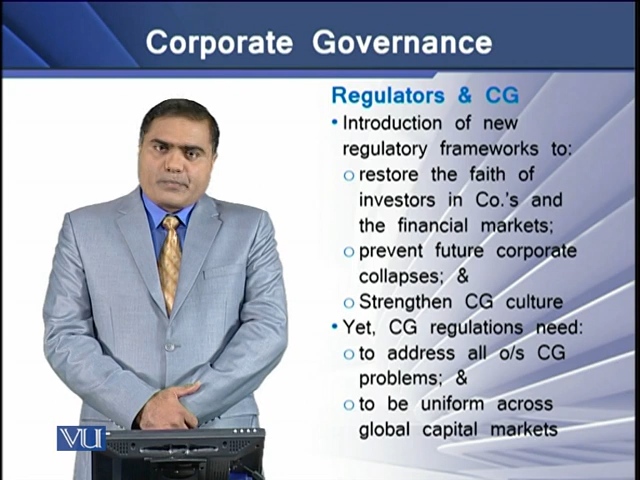 Corporate Governance
Regulators & CG
• Introduction of new
regulatory frameworks to:
o restore the faith of
investors in Co.'s and
the financial markets;
o prevent future corporate
collapses; &
o Strengthen CG culture
• Yet, CG regulations need:
o to address all o/s CG
problems; &
o to be uniform across
global capital markets
VU